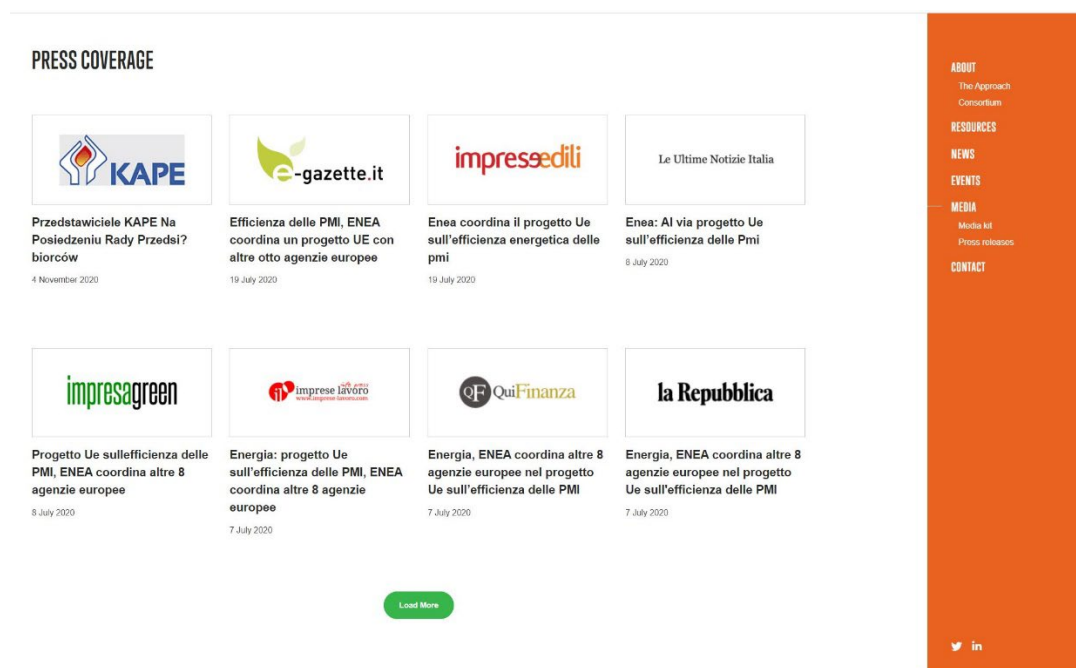 PRESS COVERAGE
KAPE
Przedstawiciele KAPE Na
Posiedzeniu Rady Przedsi?
biorców
4 November 2020
e-gazette.it
Efficienza delle PMI, ENEA
coordina un progetto UE con
altre otto agenzie europee
19 July 2020
impreseedili
Enea coordina il progetto Ue
sull'efficienza energetica delle
pmi
19 July 2020
Le Ultime Notizie Italia
Enea: Al via progetto Ue
sull'efficienza delle Pmi
8 July 2020
impresagreen
Progetto Ue sullefficienza delle
PMI, ENEA coordina altre 8
agenzie europee
8 July 2020
imprese lavoro
www.imprese-lavoro.com
Energia: progetto Ue
sull'efficienza delle PMI, ENEA
coordina altre 8 agenzie
europee
7 July 2020
QF QuiFinanza
Energia, ENEA coordina altre 8
agenzie europee nel progetto
Ue sull'efficienza delle PMI
7 July 2020
la Repubblica
Energia, ENEA coordina altre 8
agenzie europee nel progetto
Ue sull'efficienza delle PMI
7 July 2020
Load More
ABOUT
The Approach
Consortium
RESOURCES
NEWS
EVENTS
MEDIA
Media kit
Press releases
CONTACT